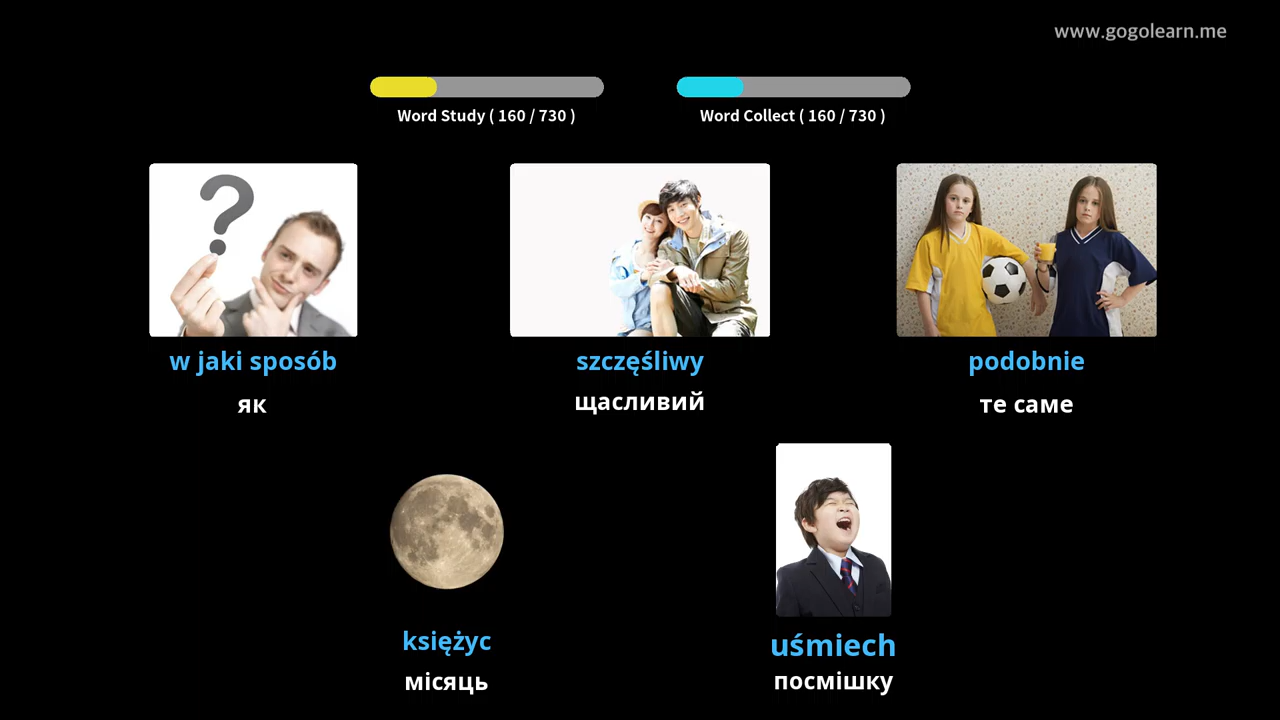 www.gogolearn.me
Word Study ( 160 / 730 )
Word Collect ( 160 / 730 )
w jaki sposób
szczęśliwy
podobnie
як
щасливий
те саме
księżyc
uśmiech
місяць
посмішку